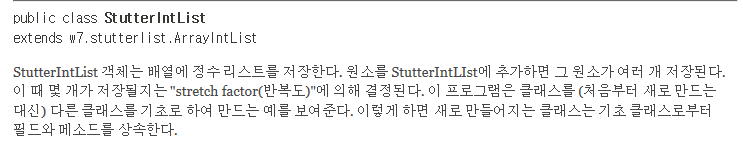 public class StutterIntList
extends w7.stutterlist.ArrayIntList
StutterIntList 객체는 배열에 정수 리스트를 저장한다. 원소를 StutterIntLIst에 추가하면 그 원소가 여러 개 저장된다.
이 때 몇 개가 저장될지는 "stretch factor(반복도)"에 의해 결정된다. 이 프로그램은 클래스를 (처음부터 새로 만드는
대신) 다른 클래스를 기초로 하여 만드는 예를 보여준다. 이렇게 하면 새로 만들어지는 클래스는 기초 클래스로부터
필드와 메소드를 상속한다.